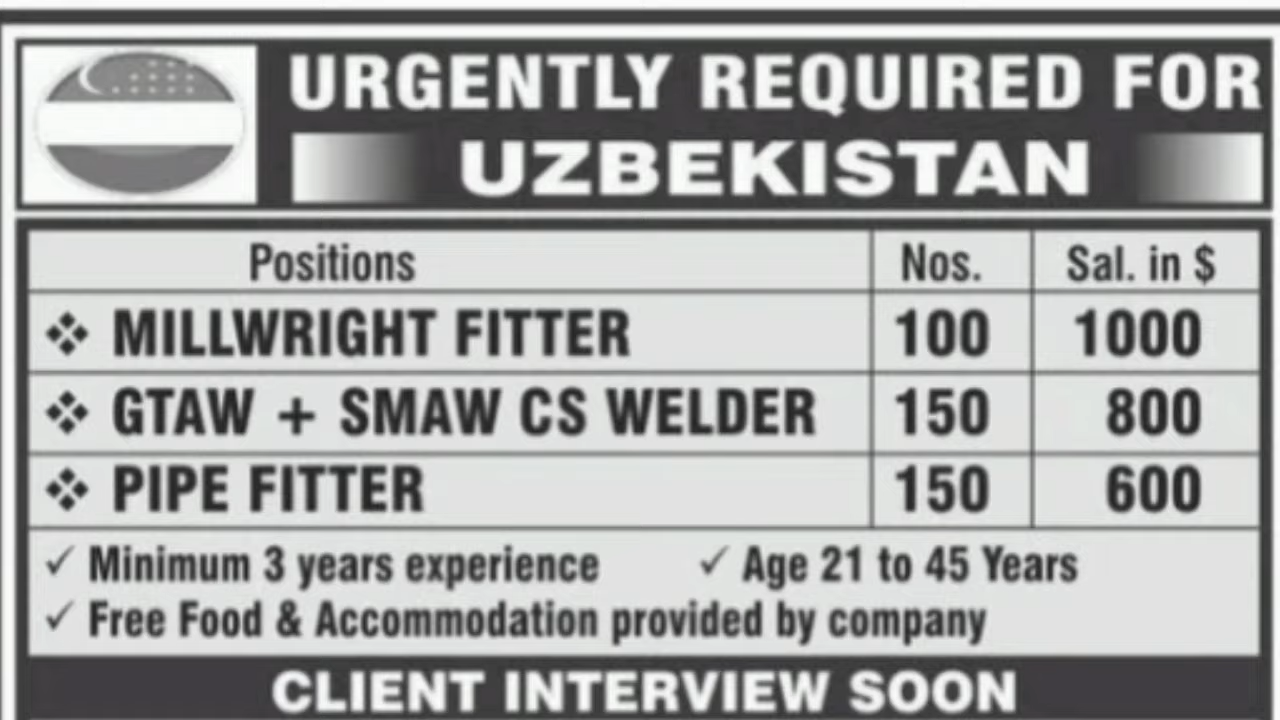 URGENTLY REQUIRED FOR
UZBEKISTAN
Positions Nos. Sal. in $
❖ MILLWRIGHT FITTER 100 1000
❖ GTAW + SMAW CS WELDER 150 800
❖ PIPE FITTER 150 600
✓ Minimum 3 years experience ✓ Age 21 to 45 Years
✓ Free Food & Accommodation provided by company
CLIENT INTERVIEW SOON